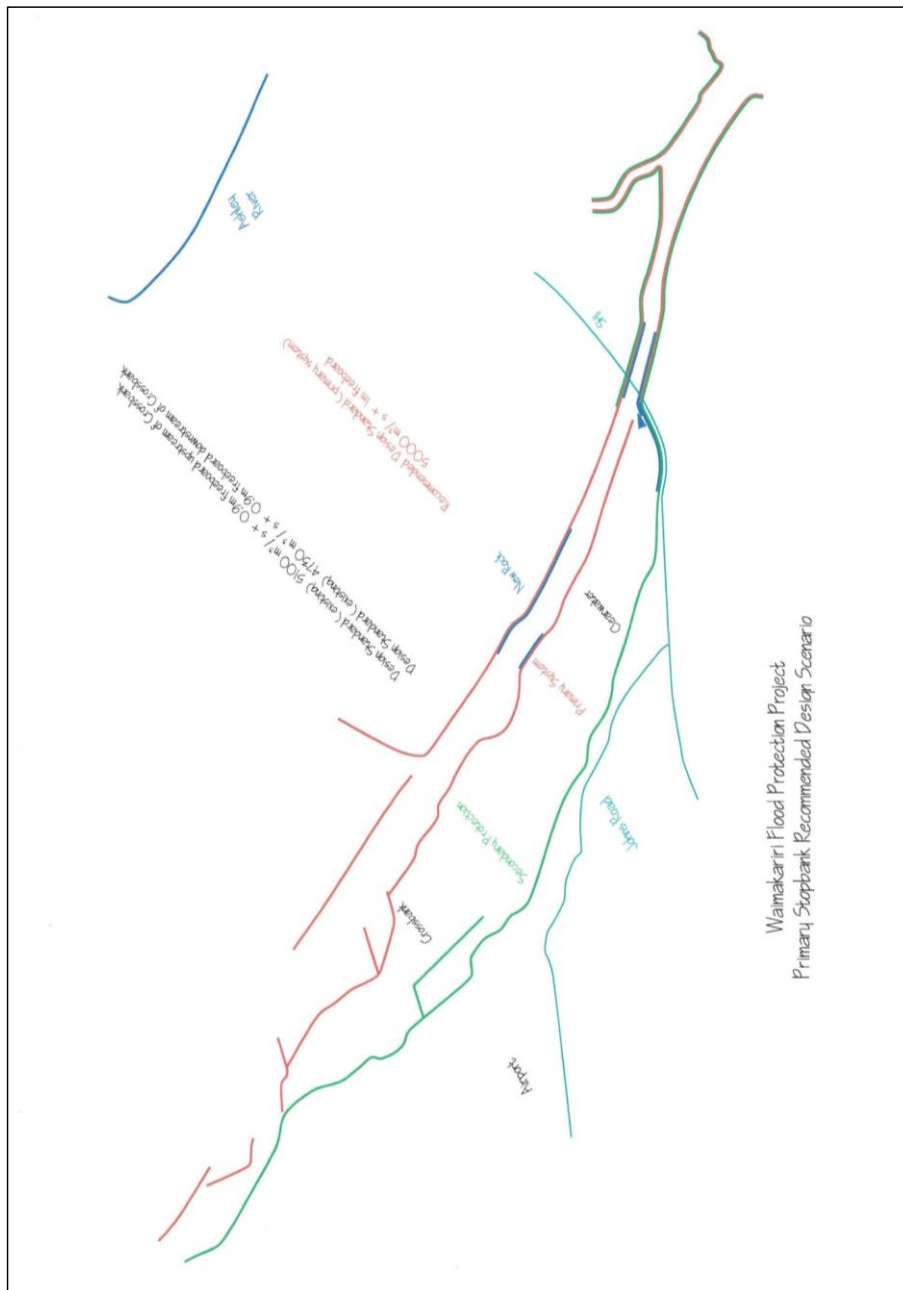 Ashley
River
SH1
Recommended Design Standard (primary system)
5000 m³/s + 1m freeboard
Design Standard (existing) 5100 m³/s + 0.9m freeboard upstream of Crossbank
Design Standard (existing) 4730 m³/s + 0.9m freeboard downstream of Crossbank
New Rock
Clearwater
Primary System
Secondary Protection
Johns Road
Crossbank
Airport
Waimakariri Flood Protection Project
Primary Stopbank Recommended Design Scenario